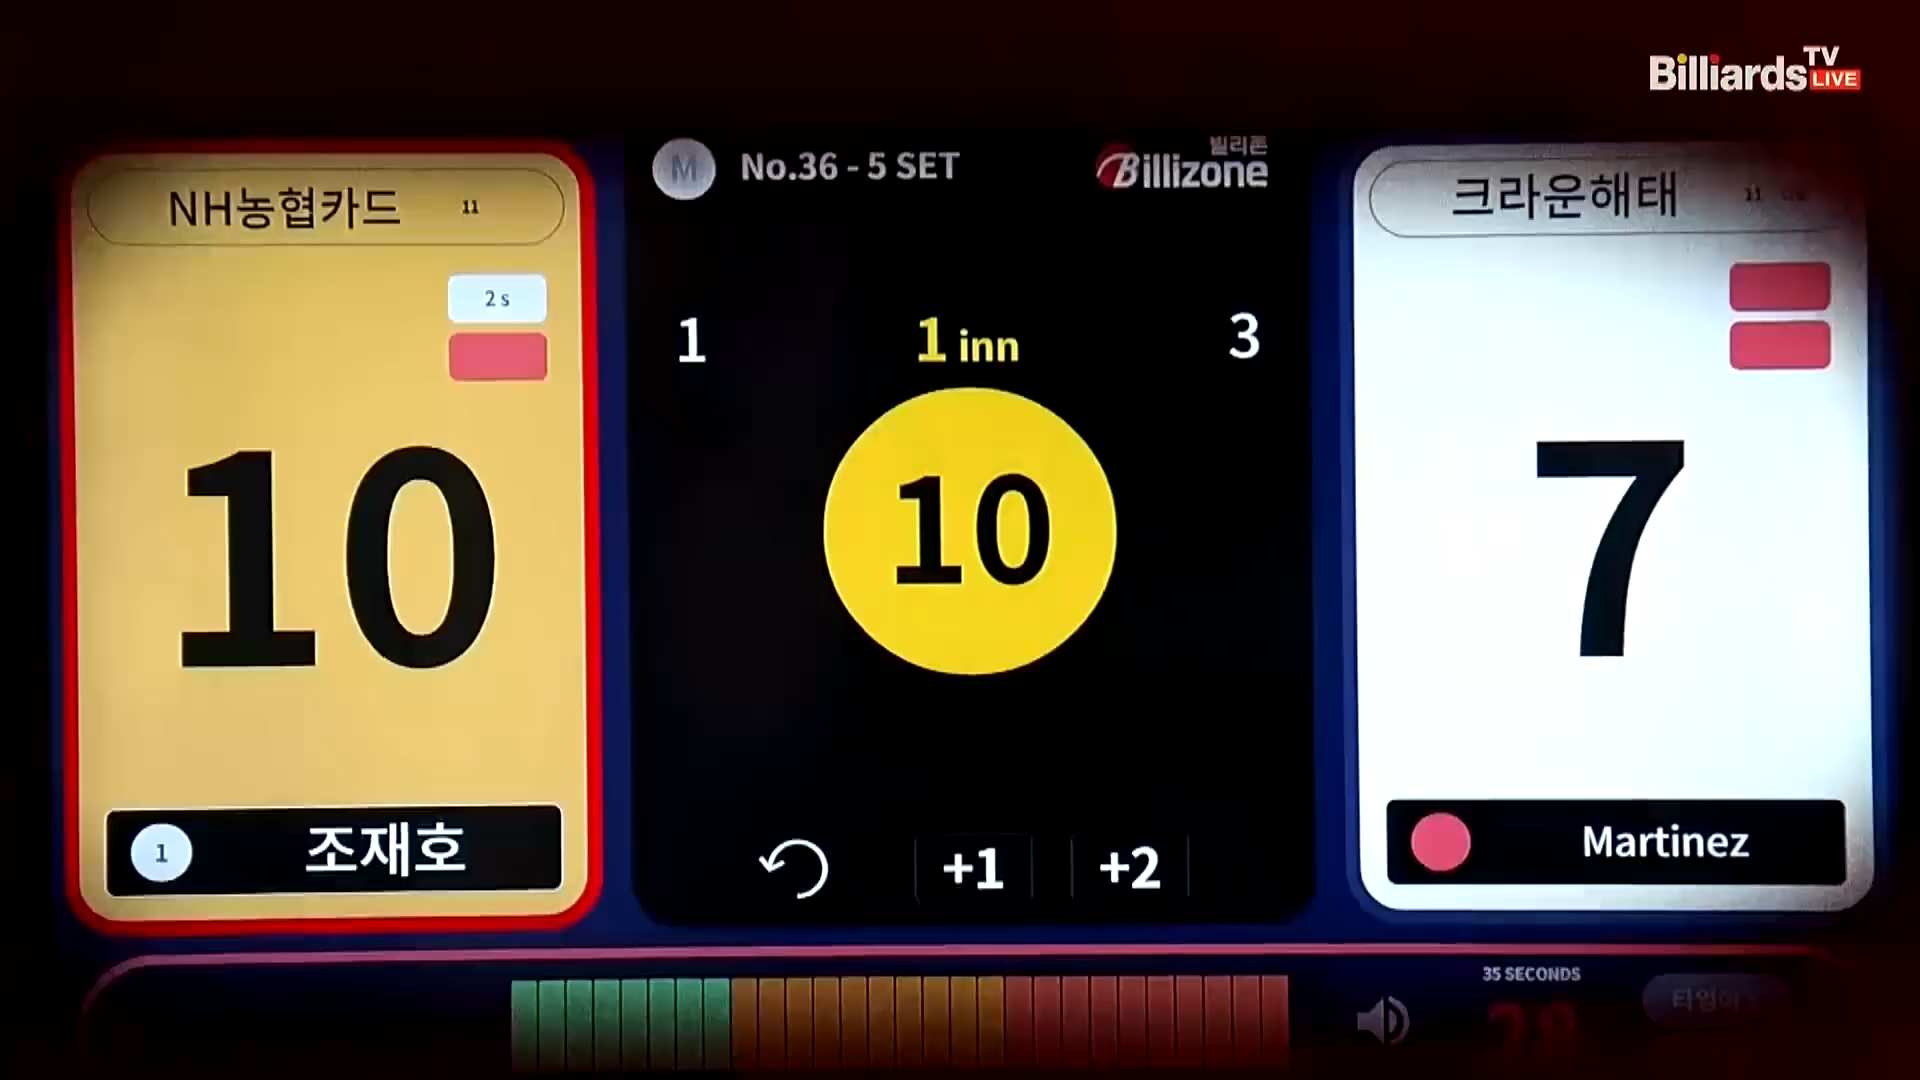 Billiards TV LIVE
NH농협카드 11
2 s
10
1
조재호
M No.36 - 5 SET
빌리존
Billizone
1 1 inn 3
10
+1 +2
크라운해태 11
7
Martinez
35 SECONDS
28